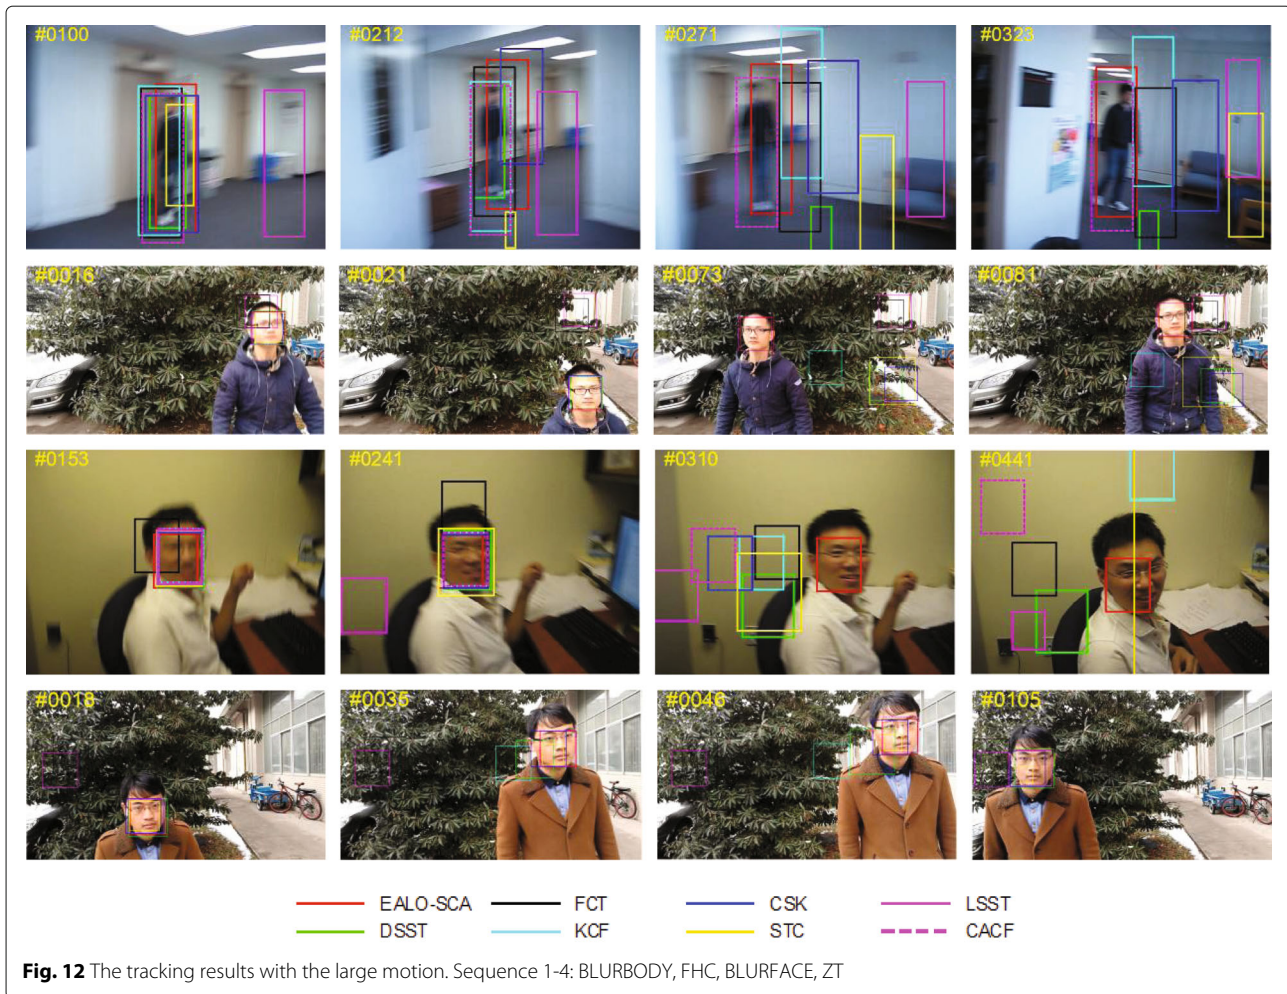 #0100 #0212 #0271 #0323
#0016 #0021 #0073 #0081
#0153 #0241 #0310 #0441
#0018 #0035 #0046 #0105
EALO-SCA FCT CSK LSST
DSST KCF STC CACF
Fig. 12 The tracking results with the large motion. Sequence 1-4: BLURBODY, FHC, BLURFACE, ZT